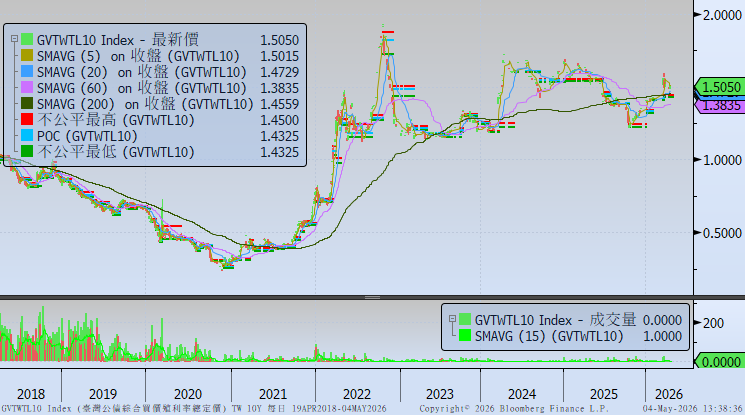 GVTWTL10 Index - 最新價 1.5050
SMAVG (5) on 收盤 (GVTWTL10) 1.5015
SMAVG (20) on 收盤 (GVTWTL10) 1.4729
SMAVG (60) on 收盤 (GVTWTL10) 1.3835
SMAVG (200) on 收盤 (GVTWTL10) 1.4559
不公平最高 (GVTWTL10) 1.4500
POC (GVTWTL10) 1.4325
不公平最低 (GVTWTL10) 1.4325
2.0000
1.5050
1.3835
1.0000
0.5000
GVTWTL10 Index - 成交量 0.0000
SMAVG (15) (GVTWTL10) 1.0000
200
0.0000
2018 2019 2020 2021 2022 2023 2024 2025 2026
GVTWTL10 Index (臺灣公債綜合買價殖利率總定價) TW 10Y 每日 19APR2018-04MAY2026 Copyright© 2026 Bloomberg Finance L.P. 04-May-2026 13:38:36